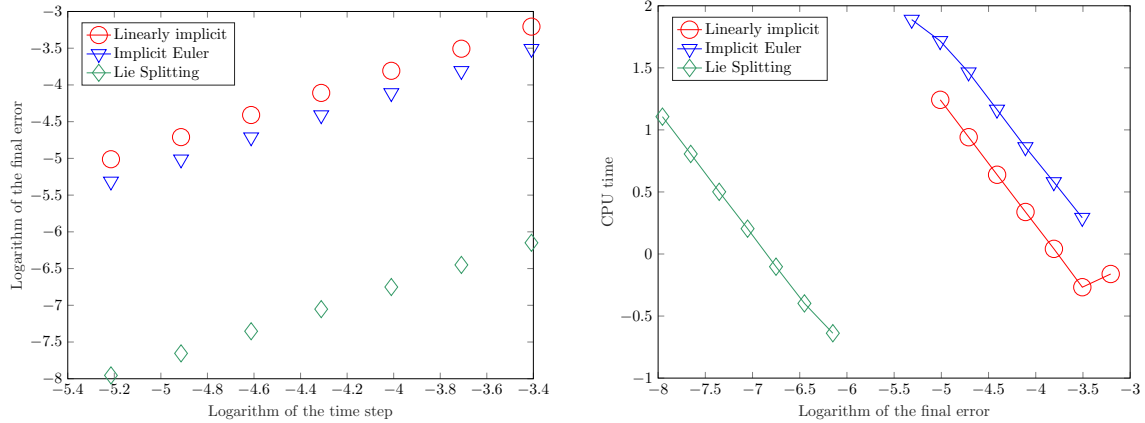 −3
−3.5
−4
−4.5
−5
−5.5
−6
−6.5
−7
−7.5
−8
Logarithm of the final error
Linearly implicit
Implicit Euler
Lie Splitting
−5.4 −5.2 −5 −4.8 −4.6 −4.4 −4.2 −4 −3.8 −3.6 −3.4
Logarithm of the time step
2
1.5
1
0.5
0
−0.5
−1
CPU time
Linearly implicit
Implicit Euler
Lie Splitting
−8 −7.5 −7 −6.5 −6 −5.5 −5 −4.5 −4 −3.5 −3
Logarithm of the final error